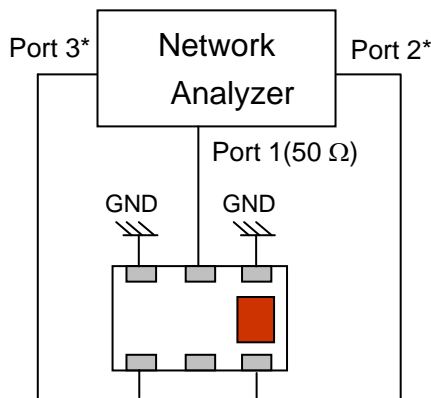 Network
Port 3*
Port 2*
Analyzer
Port 1(50 Ω)
GND
GND